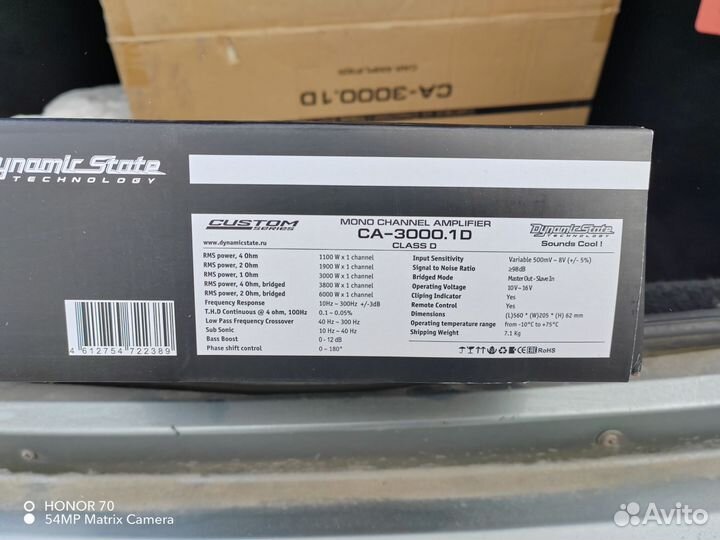 CAR AMPLIFIER
CA-3000.1D
Dynamic State
TECHNOLOGY
CUSTOM
SERIES
www.dynamicstate.ru
MONO CHANNEL AMPLIFIER
CA-3000.1D
CLASS D
DynamicState
TECHNOLOGY
Sounds Cool !
RMS power, 4 Ohm 1100 W x 1 channel
RMS power, 2 Ohm 1900 W x 1 channel
RMS power, 1 Ohm 3000 W x 1 channel
RMS power, 4 Ohm, bridged 3800 W x 1 channel
RMS power, 2 Ohm, bridged 6000 W x 1 channel
Frequency Response 10Hz ~ 300Hz +/-3dB
T.H.D Continuous @ 4 ohm, 100Hz 0.1 ~ 0.05%
Low Pass Frequency Crossover 40 Hz ~ 300 Hz
Sub Sonic 10 Hz ~ 40 Hz
Bass Boost 0 - 12 dB
Phase shift control 0 ~ 180°
Input Sensitivity Variable 500mV ~ 8V (+/- 5%)
Signal to Noise Ratio ≥98dB
Bridged Mode Master Out - Slave In
Operating Voltage 10V ~ 16V
Cliping Indicator Yes
Remote Control Yes
Dimensions (L)560 * (W)205 * (H) 62 mm
Operating temperature range from -10°C to +75°C
Shipping Weight 7.1 Kg
CE RoHS
4 612754 722389
HONOR 70
54MP Matrix Camera
Avito